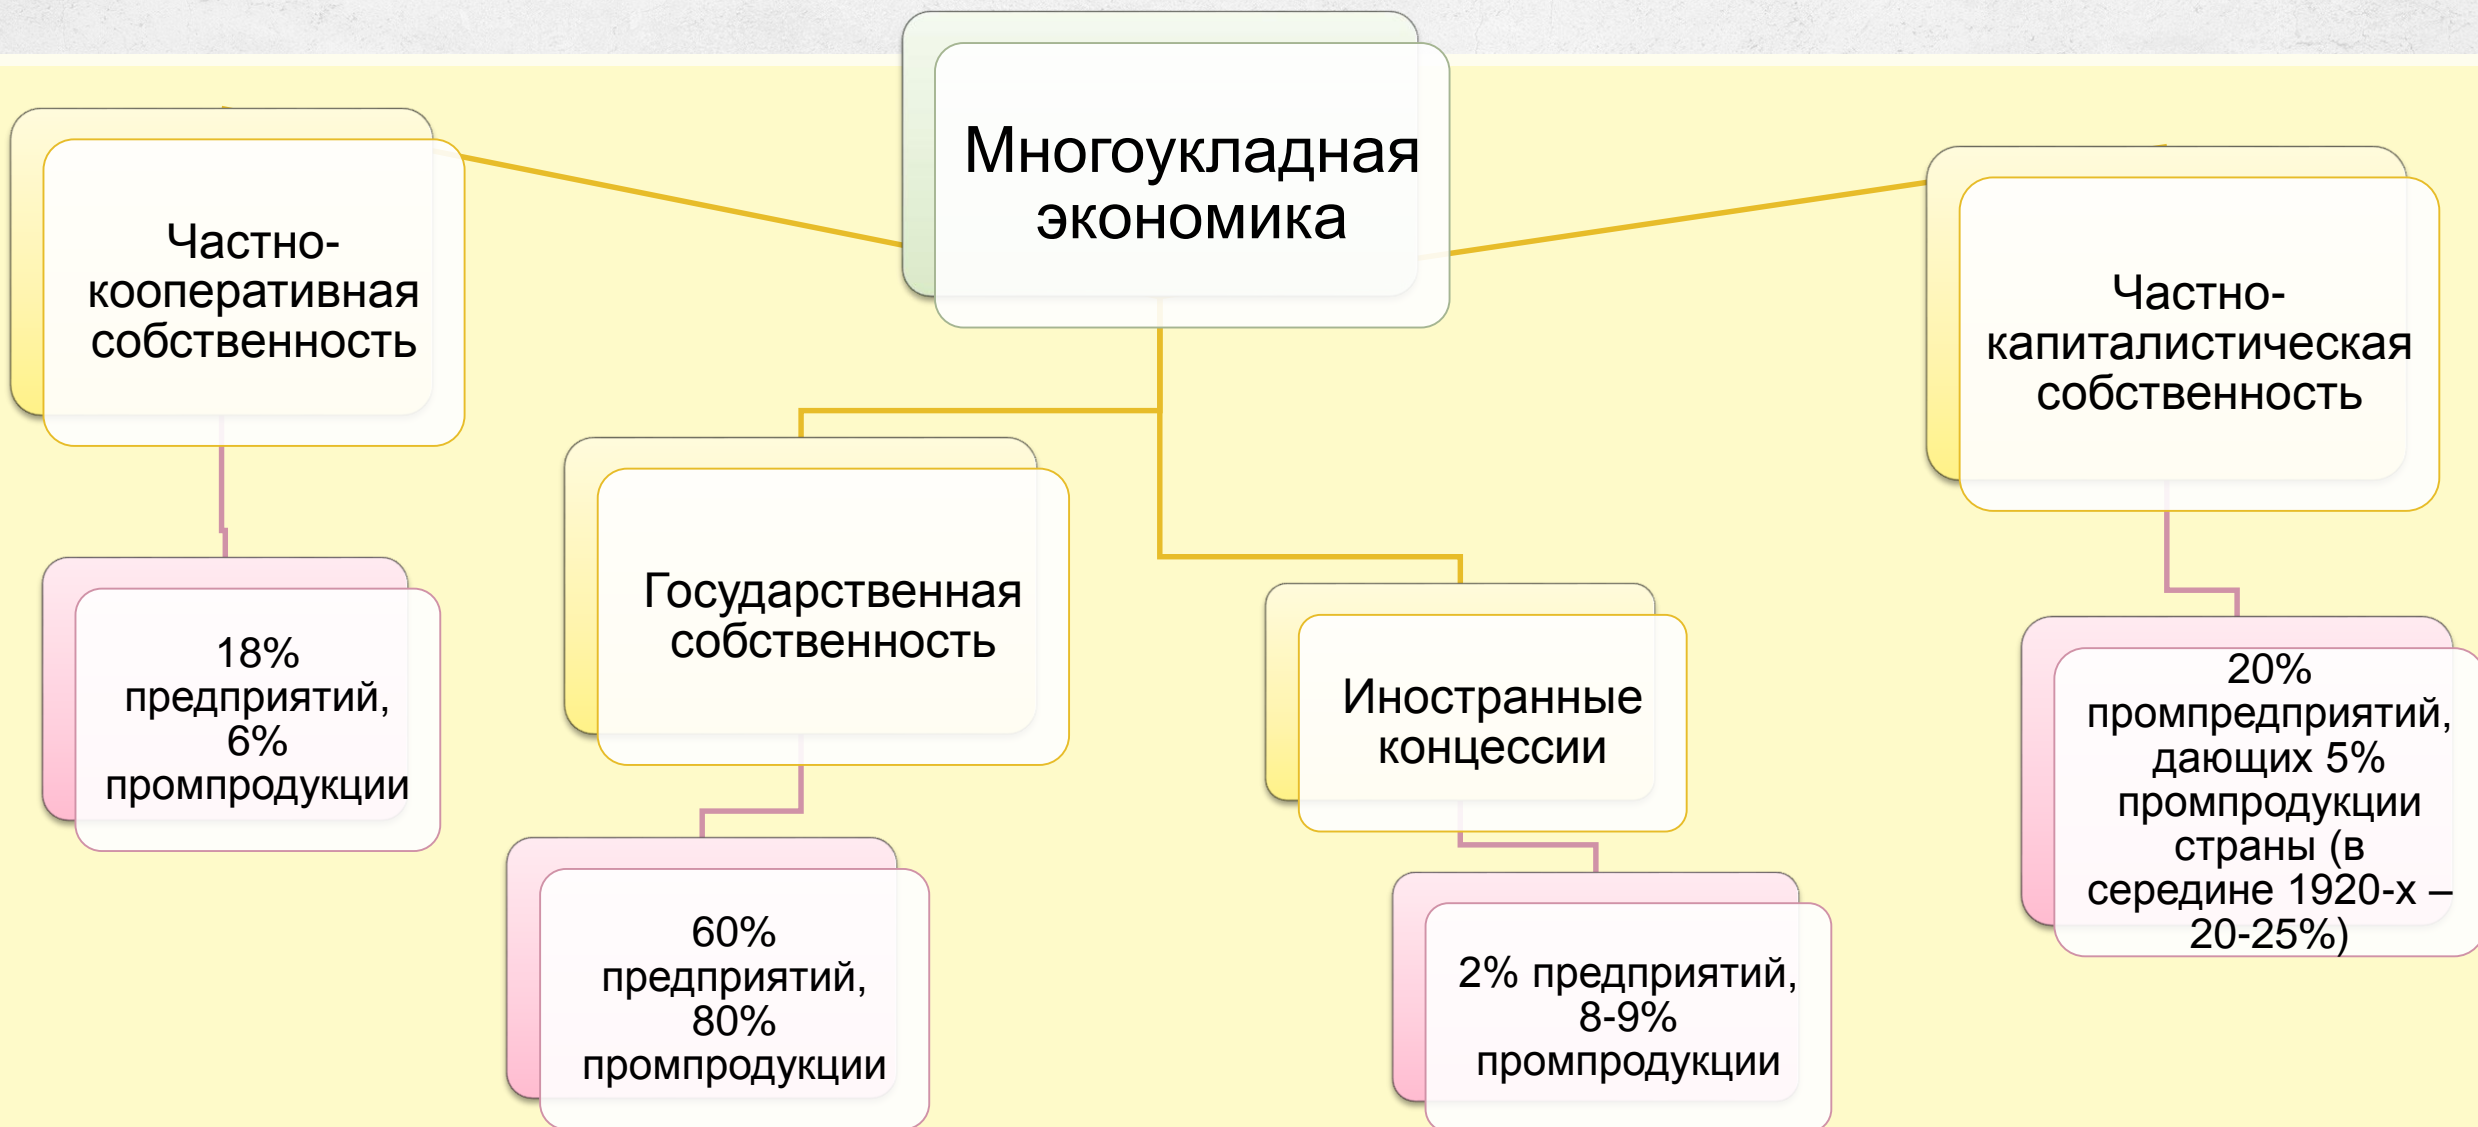 Многоукладная
экономика
Частно-
кооперативная
собственность
18%
предприятий,
6%
промпродукции
Государственная
собственность
60%
предприятий,
80%
промпродукции
Иностранные
концессии
2% предприятий,
8-9%
промпродукции
Частно-
капиталистическая
собственность
20%
промпредприятий,
дающих 5%
промпродукции
страны (в
середине 1920-х –
20-25%)